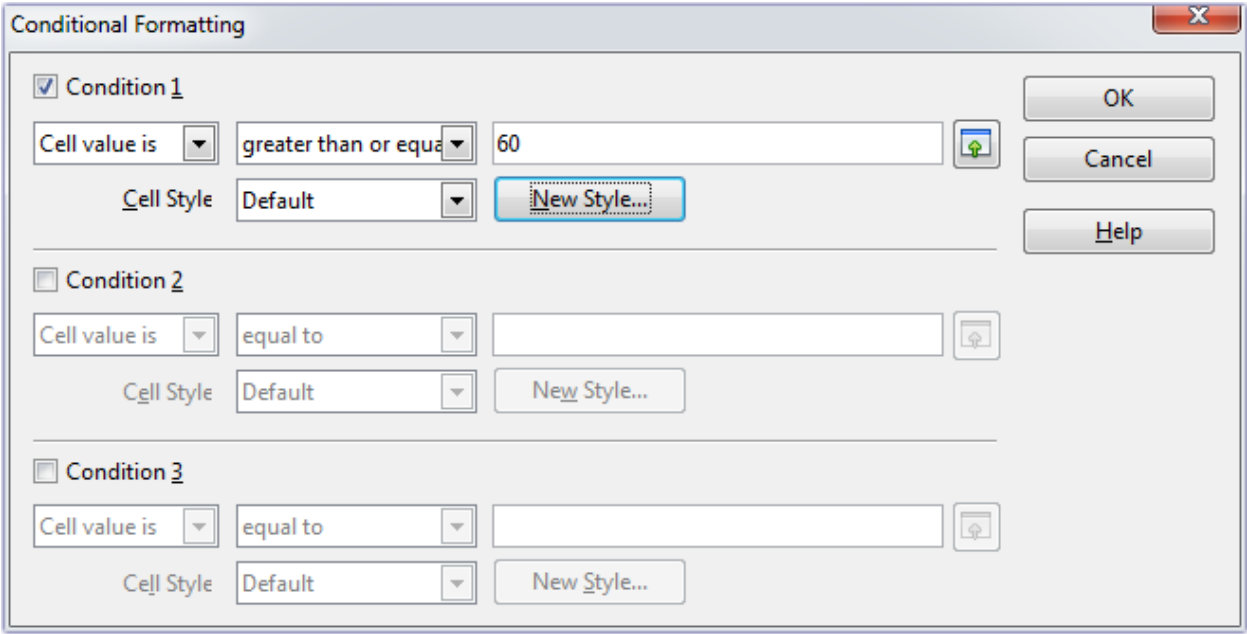 Conditional Formatting
Condition 1
OK
Cell value is greater than or equa 60
Cancel
Cell Style Default New Style...
Help
Condition 2
Cell value is equal to
Cell Style Default New Style...
Condition 3
Cell value is equal to
Cell Style Default New Style...